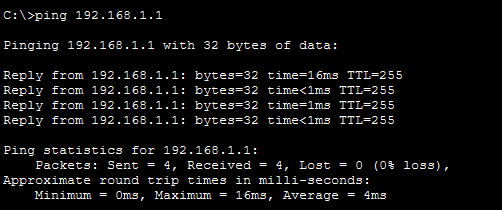 C:\>ping 192.168.1.1
Pinging 192.168.1.1 with 32 bytes of data:
Reply from 192.168.1.1: bytes=32 time=16ms TTL=255
Reply from 192.168.1.1: bytes=32 time<1ms TTL=255
Reply from 192.168.1.1: bytes=32 time=1ms TTL=255
Reply from 192.168.1.1: bytes=32 time<1ms TTL=255
Ping statistics for 192.168.1.1:
Packets: Sent = 4, Received = 4, Lost = 0 (0% loss),
Approximate round trip times in milli-seconds:
Minimum = 0ms, Maximum = 16ms, Average = 4ms